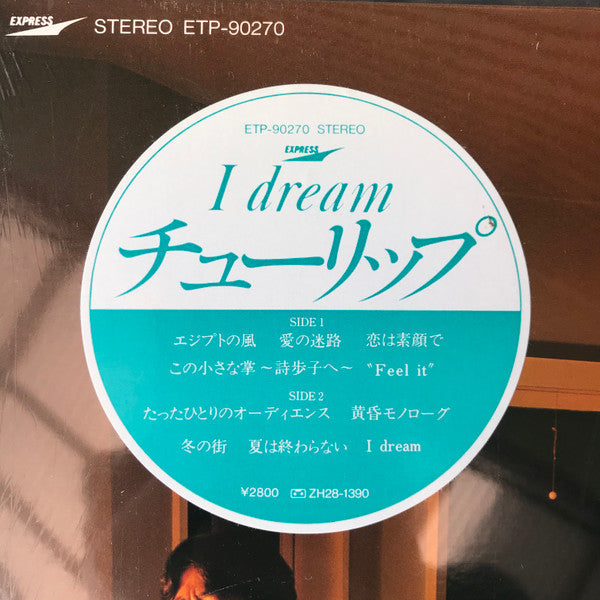 EXPRESS STEREO ETP-90270
ETP-90270 STEREO
EXPRESS
I dream
チューリップ
SIDE 1
エジプトの風 愛の迷路 恋は素顔で
この小さな掌～詩歩子へ～ “Feel it”
SIDE 2
たったひとりのオーディエンス 黄昏モノローグ
冬の街 夏は終わらない I dream
¥2800 ZH28-1390